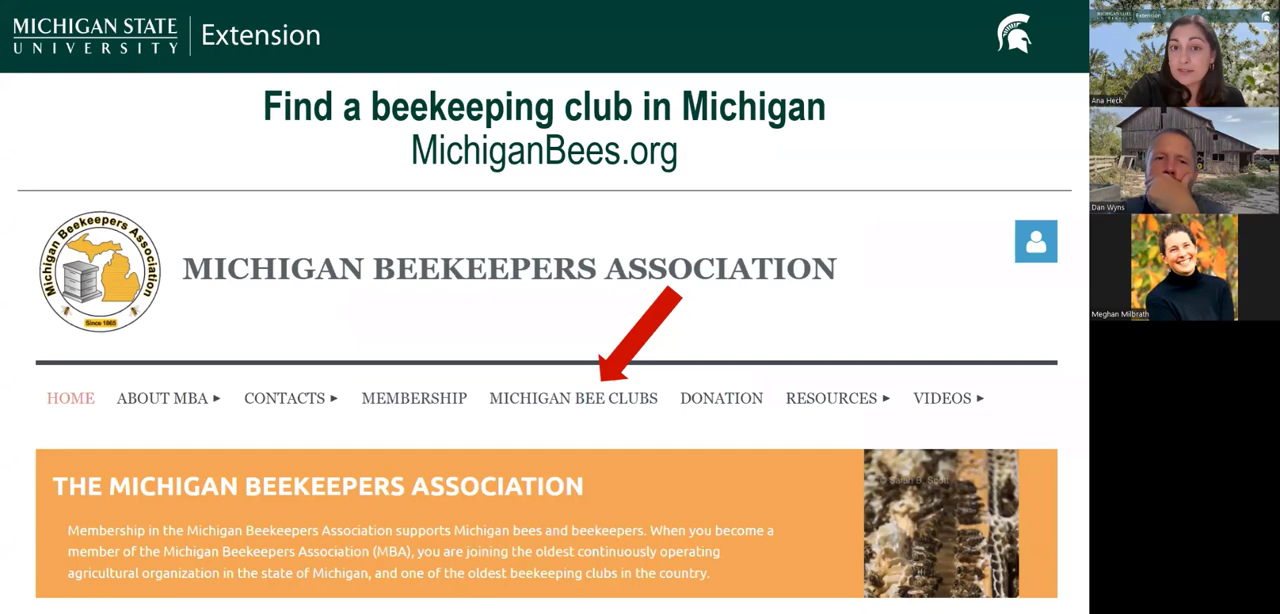 MICHIGAN STATE
UNIVERSITY
Extension
Find a beekeeping club in Michigan
MichiganBees.org
Michigan Beekeepers Association
Since 1865
MICHIGAN BEEKEEPERS ASSOCIATION
HOME ABOUT MBA ▸ CONTACTS ▸ MEMBERSHIP MICHIGAN BEE CLUBS DONATION RESOURCES ▸ VIDEOS ▸
THE MICHIGAN BEEKEEPERS ASSOCIATION
Membership in the Michigan Beekeepers Association supports Michigan bees and beekeepers. When you become a
member of the Michigan Beekeepers Association (MBA), you are joining the oldest continuously operating
agricultural organization in the state of Michigan, and one of the oldest beekeeping clubs in the country.
© Sarah B. Scott
Extension
Ana Heck
Dan Wyns
Meghan Milbrath